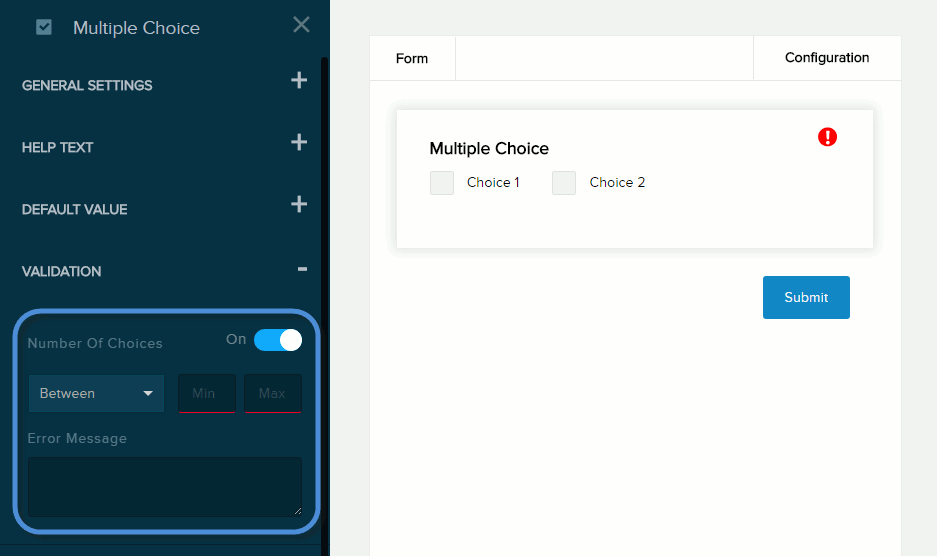 Multiple Choice
GENERAL SETTINGS
HELP TEXT
DEFAULT VALUE
VALIDATION
Number Of Choices
On
Between
Min
Max
Error Message
Form
Configuration
Multiple Choice
Choice 1
Choice 2
Submit